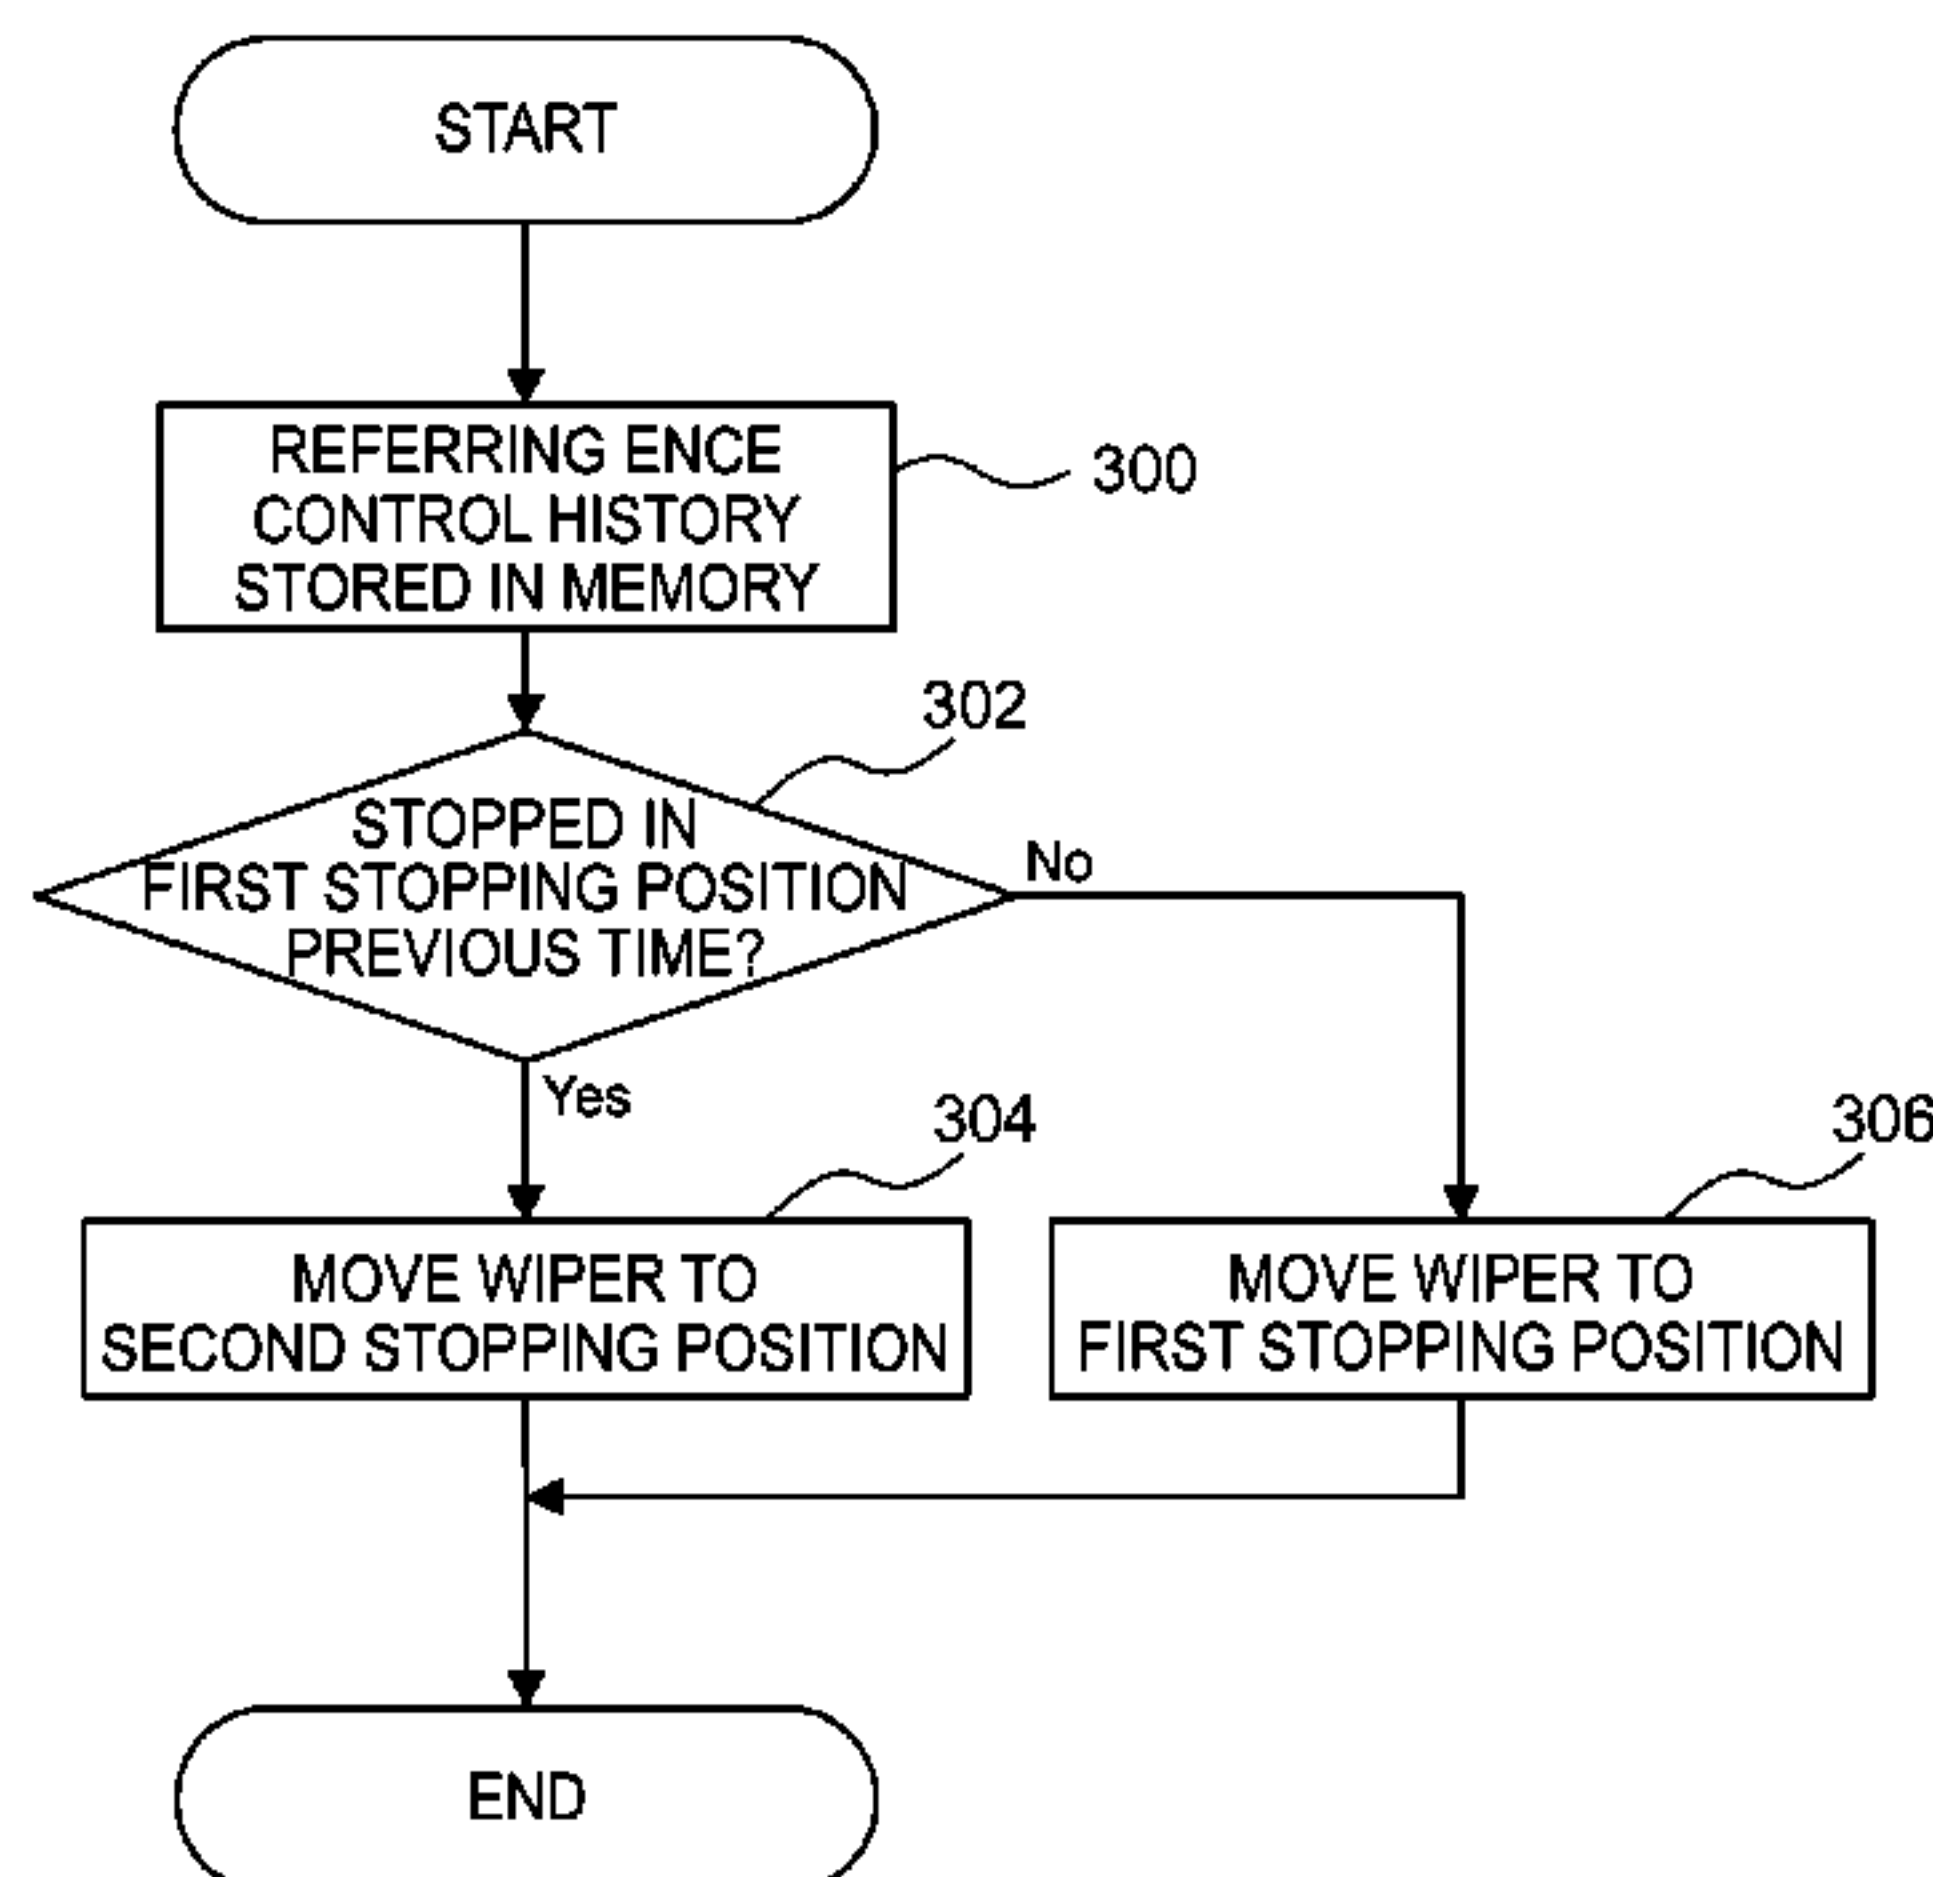 START
REFERRING ENCE
CONTROL HISTORY
STORED IN MEMORY
300
302
STOPPED IN
FIRST STOPPING POSITION
PREVIOUS TIME?
No
Yes
304
306
MOVE WIPER TO
SECOND STOPPING POSITION
MOVE WIPER TO
FIRST STOPPING POSITION
END